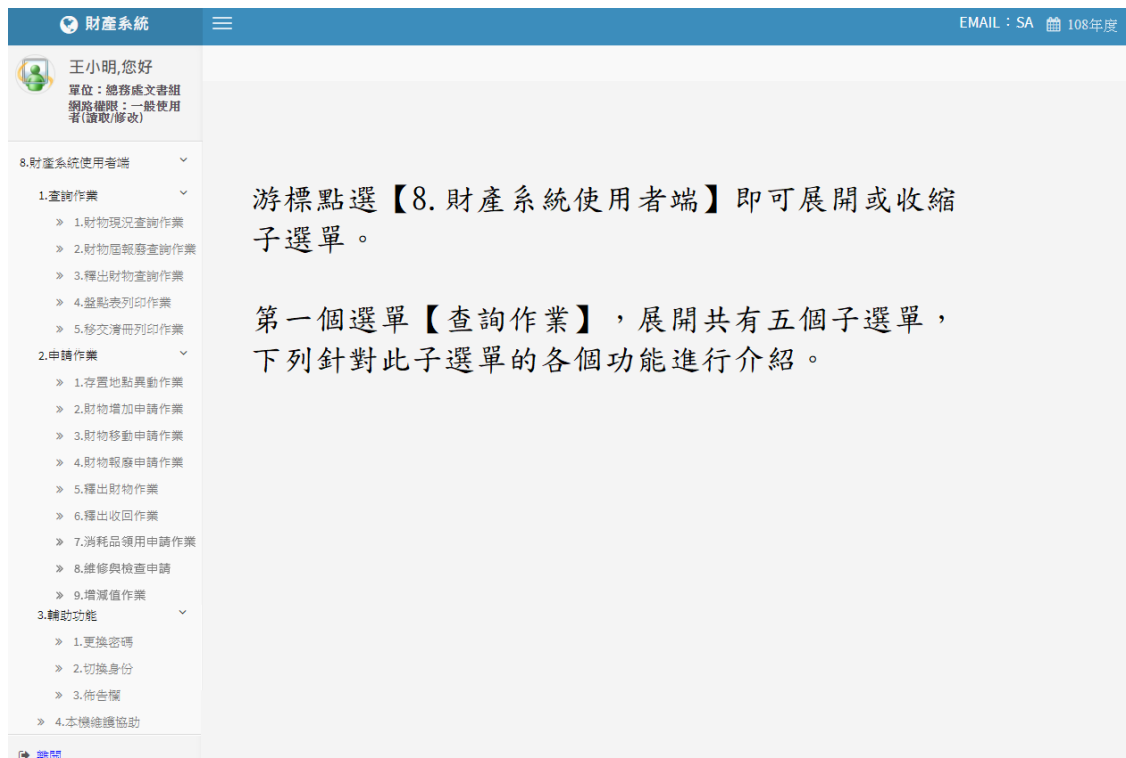 財產系統
EMAIL：SA 108年度
王小明,您好
單位：總務處文書組
網路權限：一般使用
者(讀取/修改)
8.財產系統使用者端
1.查詢作業
1.財物現況查詢作業
2.財物屆報廢查詢作業
3.釋出財物查詢作業
4.盤點表列印作業
5.移交清冊列印作業
2.申請作業
1.存置地點異動作業
2.財物增加申請作業
3.財物移動申請作業
4.財物報廢申請作業
5.釋出財物作業
6.釋出收回作業
7.消耗品領用申請作業
8.維修與檢查申請
9.增減值作業
3.輔助功能
1.更換密碼
2.切換身份
3.佈告欄
4.本機維護協助
離開
游標點選【8.財產系統使用者端】即可展開或收縮
子選單。
第一個選單【查詢作業】，展開共有五個子選單，
下列針對此子選單的各個功能進行介紹。